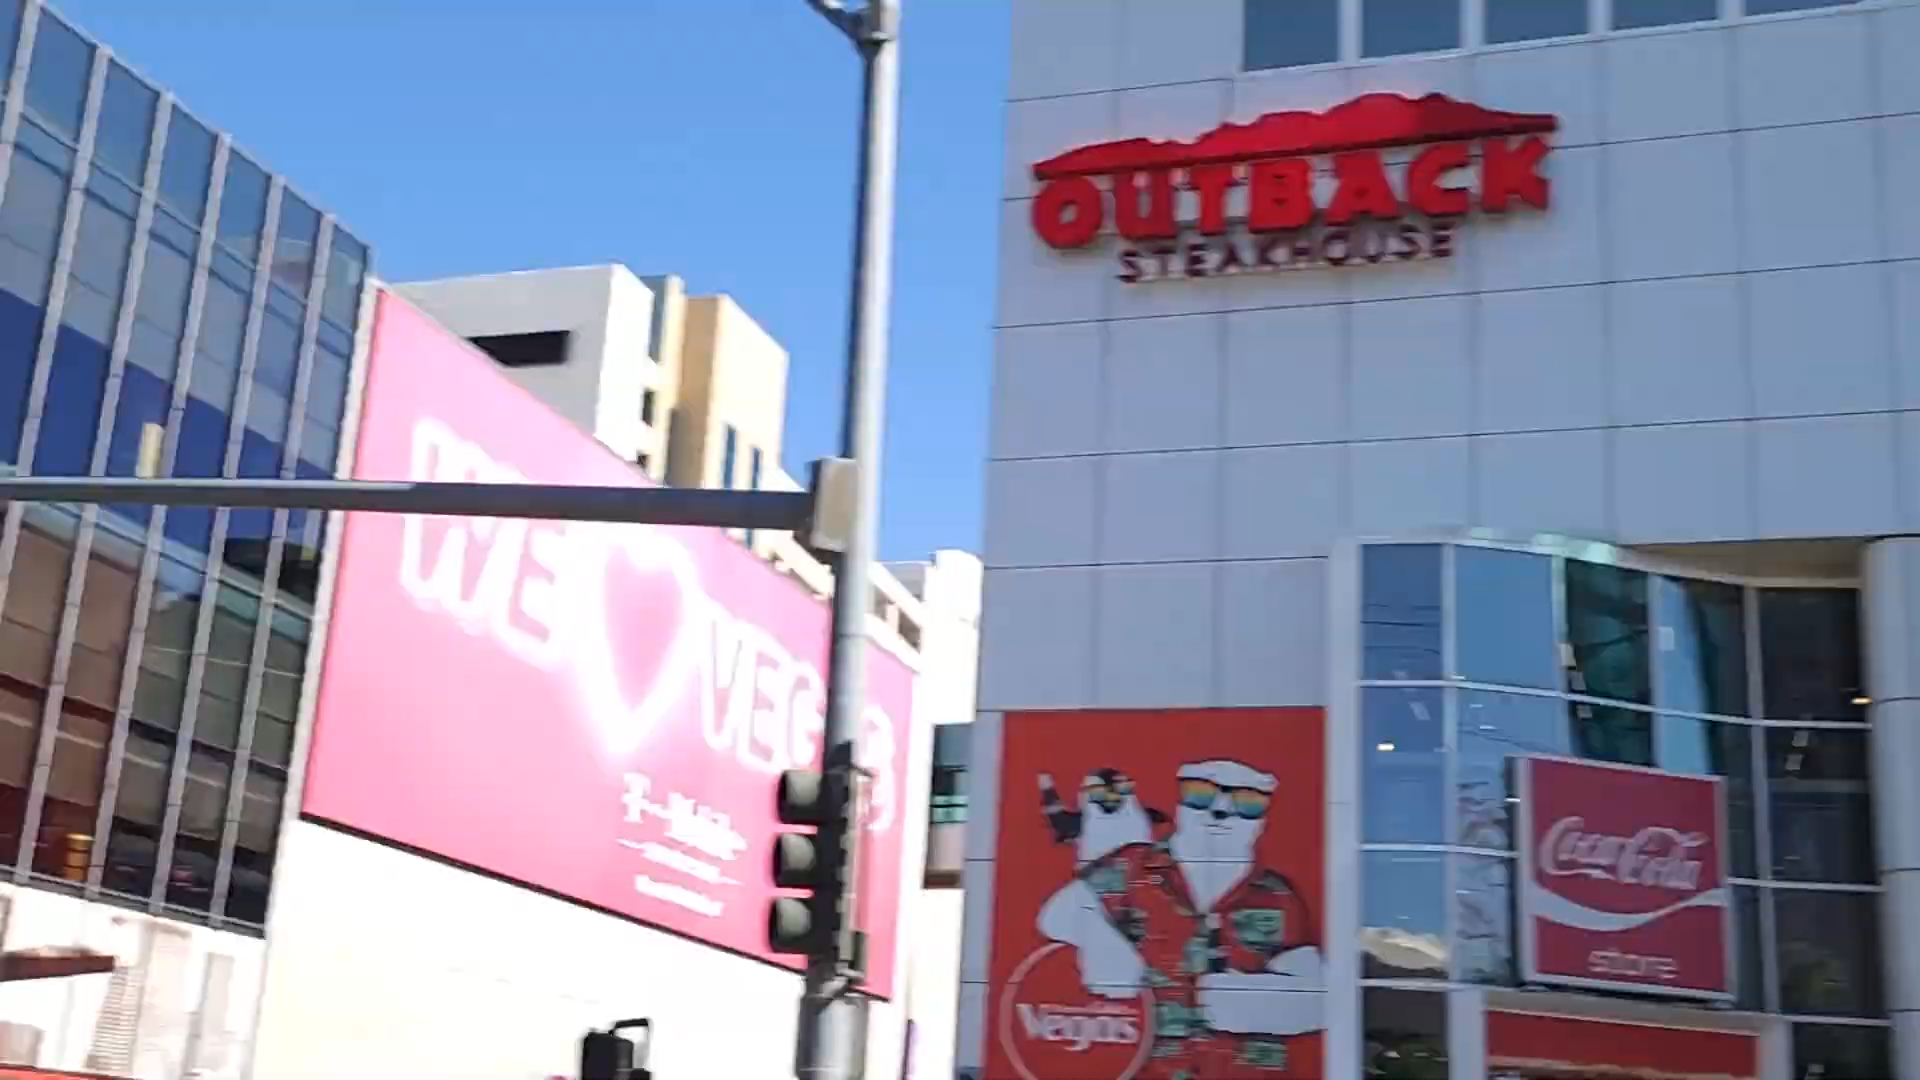 OUTBACK
STEAKHOUSE
WE
VEGAS
T-Mobile
Coca-Cola
store
Vegas